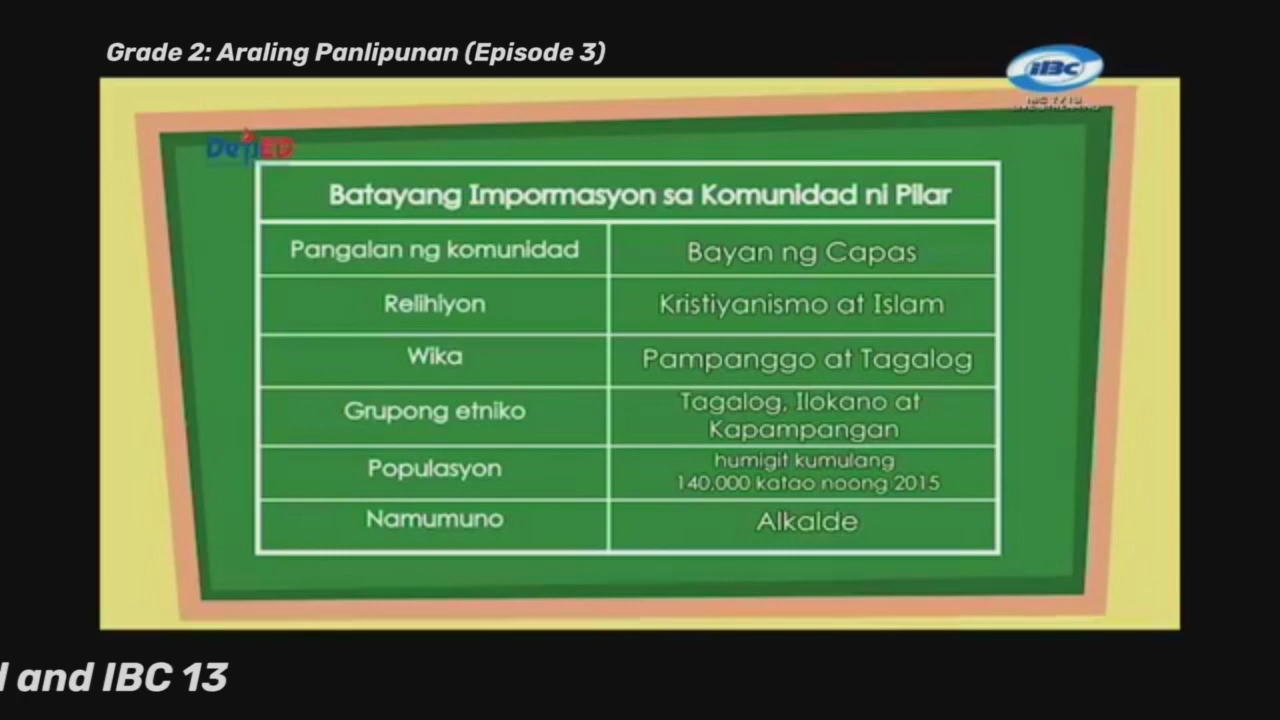 Grade 2: Araling Panlipunan (Episode 3)
iBC
DepED
Batayang Impormasyon sa Komunidad ni Pilar
Pangalan ng komunidad
Bayan ng Capas
Relihiyon
Kristiyanismo at Islam
Wika
Pampanggo at Tagalog
Grupong etniko
Tagalog, Ilokano at
Kapampangan
Populasyon
humigit kumulang
140,000 katao noong 2015
Namumuno
Alkalde
and IBC 13